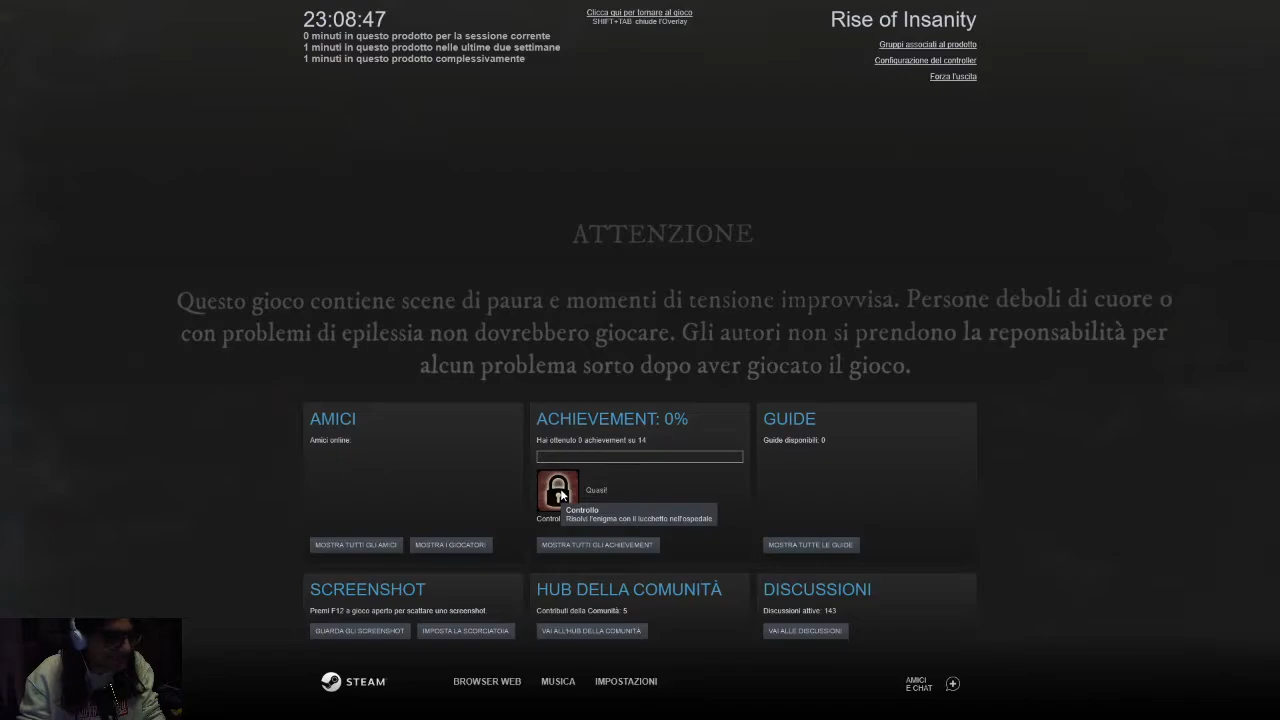 23:08:47
0 minuti in questo prodotto per la sessione corrente
1 minuti in questo prodotto nelle ultime due settimane
1 minuti in questo prodotto complessivamente
Clicca qui per tornare al gioco
SHIFT+TAB chiude l'Overlay
Rise of Insanity
Gruppi associati al prodotto
Configurazione del controller
Forza l'uscita
ATTENZIONE
Questo gioco contiene scene di paura e momenti di tensione improvvisa. Persone deboli di cuore o
con problemi di epilessia non dovrebbero giocare. Gli autori non si prendono la reponsabilità per
alcun problema sorto dopo aver giocato il gioco.
AMICI
Amici online:
MOSTRA TUTTI GLI AMICI
MOSTRA I GIOCATORI
ACHIEVEMENT: 0%
Hai ottenuto 0 achievement su 14
Quasi!
Control
Controllo
Risolvi l'enigma con il lucchetto nell'ospedale
MOSTRA TUTTI GLI ACHIEVEMENT
GUIDE
Guide disponibili: 0
MOSTRA TUTTE LE GUIDE
SCREENSHOT
Premi F12 a gioco aperto per scattare uno screenshot.
GUARDA GLI SCREENSHOT
IMPOSTA LA SCORCIATOIA
HUB DELLA COMUNITÀ
Contributi della Comunità: 5
VAI ALL'HUB DELLA COMUNITÀ
DISCUSSIONI
Discussioni attive: 143
VAI ALLE DISCUSSIONI
STEAM
BROWSER WEB
MUSICA
IMPOSTAZIONI
AMICI
E CHAT